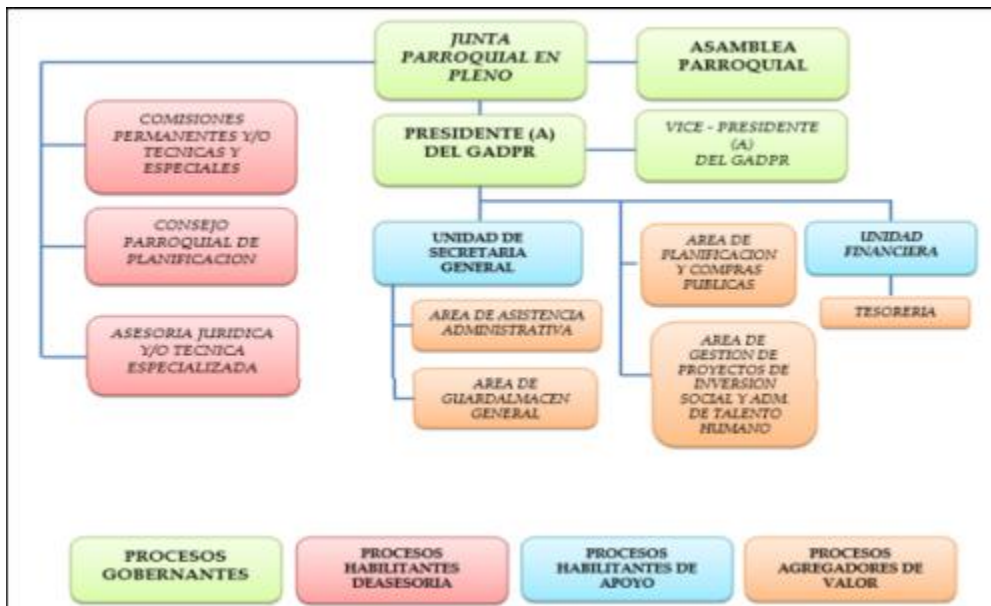 JUNTA
PARROQUIAL EN
PLENO
ASAMBLEA
PARROQUIAL
COMISIONES
PERMANENTES Y/O
TECNICAS Y
ESPECIALES
PRESIDENTE (A)
DEL GADPR
VICE - PRESIDENTE
(A)
DEL GADPR
CONSEJO
PARROQUIAL DE
PLANIFICACION
UNIDAD DE
SECRETARIA
GENERAL
AREA DE
PLANIFICACION
Y COMPRAS
PUBLICAS
UNIDAD
FINANCIERA
TESORERIA
AREA DE ASISTENCIA
ADMINISTRATIVA
ASESORIA JURIDICA
Y/O TECNICA
ESPECIALIZADA
AREA DE
GUARDALMACEN
GENERAL
AREA DE
GESTION DE
PROYECTOS DE
INVERSION
SOCIAL Y ADM.
DE TALENTO
HUMANO
PROCESOS
GOBERNANTES
PROCESOS
HABILITANTES
DEASESORIA
PROCESOS
HABILITANTES DE
APOYO
PROCESOS
AGREGADORES DE
VALOR